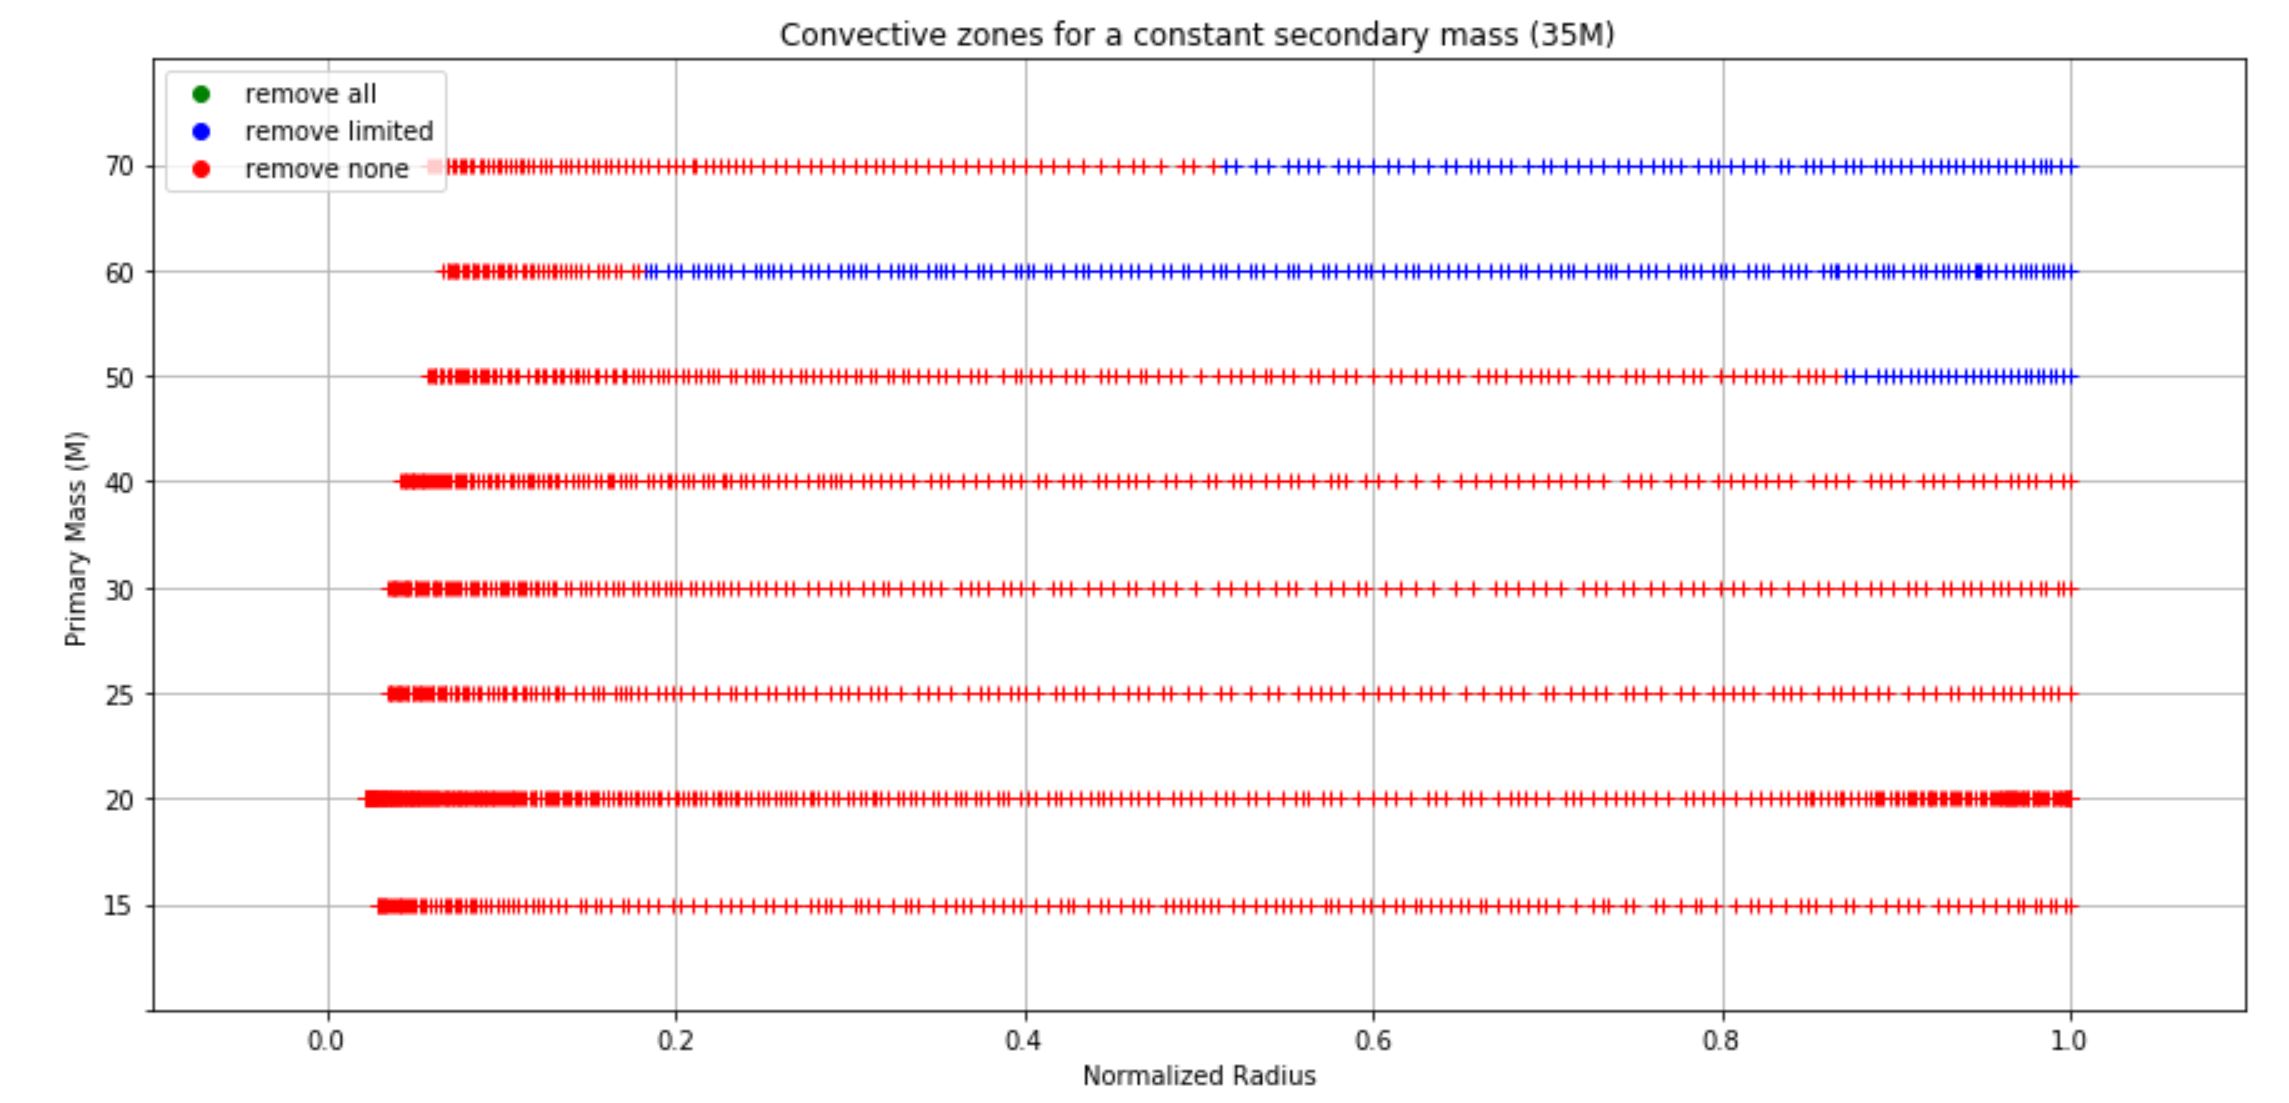 Convective zones for a constant secondary mass (35M)
remove all
remove limited
remove none
70
60
50
40
30
25
20
15
Primary Mass (M)
0.0 0.2 0.4 0.6 0.8 1.0
Normalized Radius